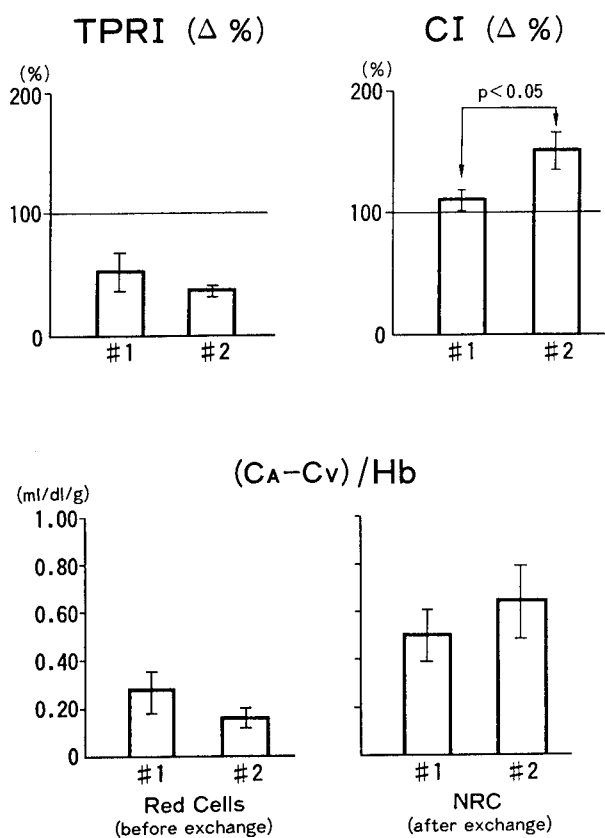 TPRI (Δ %)
CI (Δ %)
(%)
200
100
0
#1
#2
(%)
200
100
0
p<0.05
#1
#2
(CA-CV)/Hb
(ml/dl/g)
1.00
0.80
0.60
0.40
0.20
0
#1
#2
Red Cells
(before exchange)
#1
#2
NRC
(after exchange)